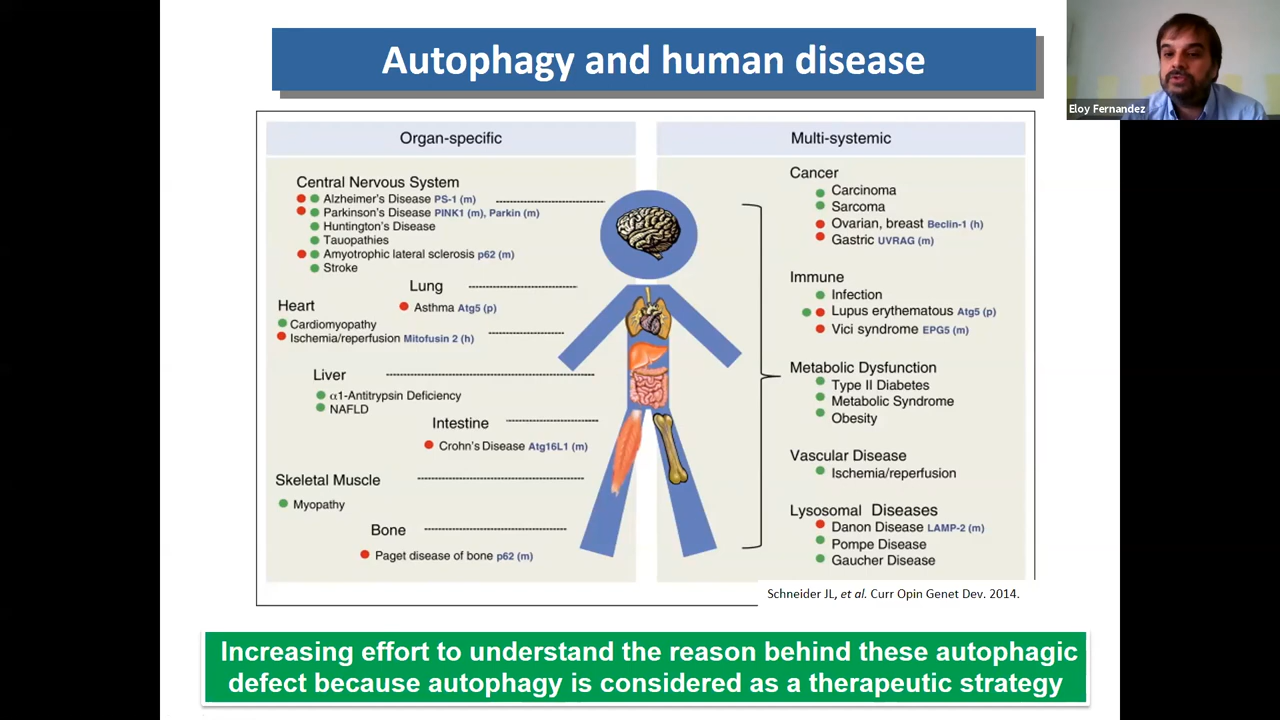 Autophagy and human disease
Eloy Fernandez
Organ-specific
Central Nervous System
Alzheimer's Disease PS-1 (m)
Parkinson's Disease PINK1 (m), Parkin (m)
Huntington's Disease
Tauopathies
Amyotrophic lateral sclerosis p62 (m)
Stroke
Lung
Asthma Atg5 (p)
Heart
Cardiomyopathy
Ischemia/reperfusion Mitofusin 2 (h)
Liver
α1-Antitrypsin Deficiency
NAFLD
Intestine
Crohn's Disease Atg16L1 (m)
Skeletal Muscle
Myopathy
Bone
Paget disease of bone p62 (m)
Multi-systemic
Cancer
Carcinoma
Sarcoma
Ovarian, breast Beclin-1 (h)
Gastric UVRAG (m)
Immune
Infection
Lupus erythematous Atg5 (p)
Vici syndrome EPG5 (m)
Metabolic Dysfunction
Type II Diabetes
Metabolic Syndrome
Obesity
Vascular Disease
Ischemia/reperfusion
Lysosomal Diseases
Danon Disease LAMP-2 (m)
Pompe Disease
Gaucher Disease
Schneider JL, et al. Curr Opin Genet Dev. 2014.
Increasing effort to understand the reason behind these autophagic
defect because autophagy is considered as a therapeutic strategy